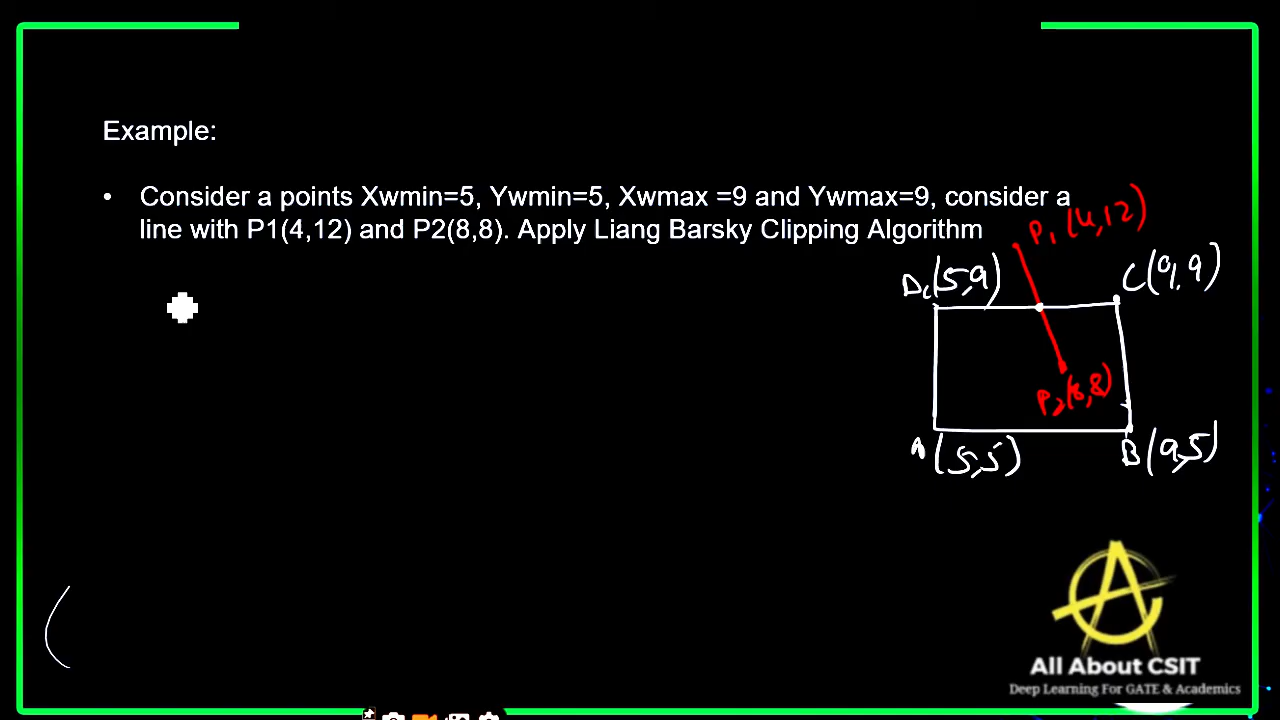 Example:
• Consider a points Xwmin=5, Ywmin=5, Xwmax =9 and Ywmax=9, consider a
line with P1(4,12) and P2(8,8). Apply Liang Barsky Clipping Algorithm
P1 (4,12)
D (5,9)
C(9,9)
P2(8,8)
A (5,5)
B (9,5)
All About CSIT
Deep Learning For GATE & Academics